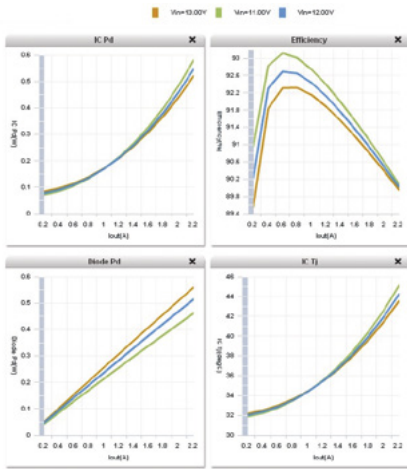 Vin=13.00V Vin=11.00V Vin=12.00V
IC Pd
0.6
0.5
0.4
0.3
0.2
0.1
0
IC Pd(W)
0.2 0.4 0.6 0.8 1 1.2 1.4 1.6 1.8 2 2.2
Iout(A)
Efficiency
93
92.6
92.2
91.8
91.4
91
90.6
90.2
89.8
89.4
0.2 0.4 0.6 0.8 1 1.2 1.4 1.6 1.8 2 2.2
Iout(A)
Diode Pd
0.6
0.5
0.4
0.3
0.2
0.1
0
Diode Pd(W)
0.2 0.4 0.6 0.8 1 1.2 1.4 1.6 1.8 2 2.2
Iout(A)
IC Tj
46
44
42
40
38
36
34
32
30
IC Tj(degC)
0.2 0.4 0.6 0.8 1 1.2 1.4 1.6 1.8 2 2.2
Iout(A)